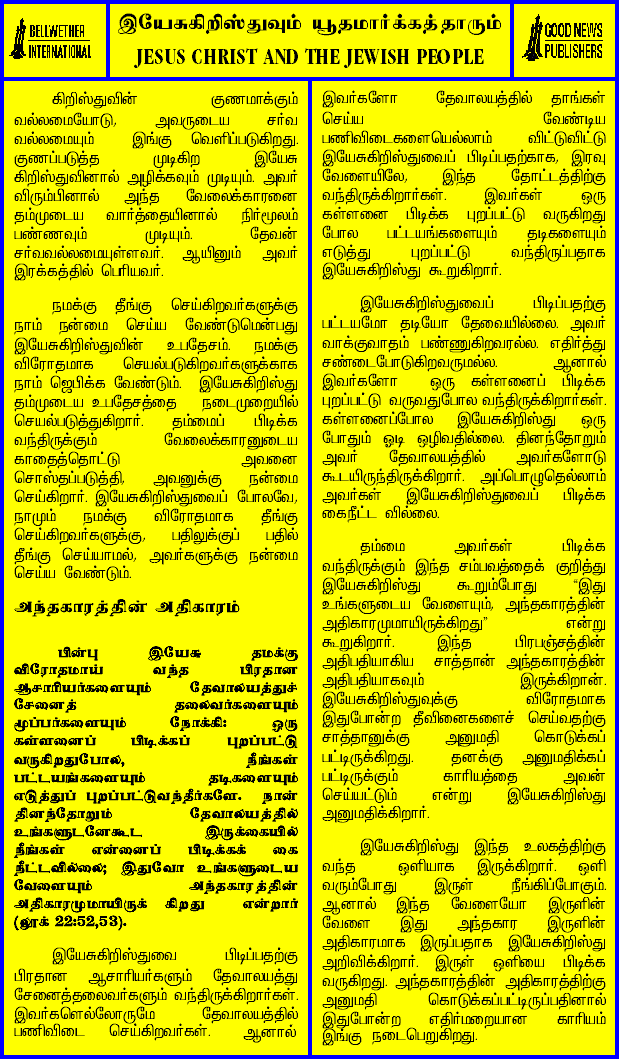 BELLWETHER
INTERNATIONAL
இயேசுகிறிஸ்துவும் யூதமார்க்கத்தாரும்
JESUS CHRIST AND THE JEWISH PEOPLE
GOOD NEWS
PUBLISHERS
கிறிஸ்துவின் குணமாக்கும்
வல்லமையோடு, அவருடைய சர்வ
வல்லமையும் இங்கு வெளிப்படுகிறது.
குணப்படுத்த முடிகிற இயேசு
கிறிஸ்துவினால் அழிக்கவும் முடியும். அவர்
விரும்பினால் அந்த வேலைக்காரனை
தம்முடைய வார்த்தையினால் நிர்மூலம்
பண்ணவும் முடியும். தேவன்
சர்வவல்லமையுள்ளவர். ஆயினும் அவர்
இரக்கத்தில் பெரியவர்.
நமக்கு தீங்கு செய்கிறவர்களுக்கு
நாம் நன்மை செய்ய வேண்டுமென்பது
இயேசுகிறிஸ்துவின் உபதேசம். நமக்கு
விரோதமாக செயல்படுகிறவர்களுக்காக
நாம் ஜெபிக்க வேண்டும். இயேசுகிறிஸ்து
தம்முடைய உபதேசத்தை நடைமுறையில்
செயல்படுத்துகிறார். தம்மைப் பிடிக்க
வந்திருக்கும் வேலைக்காரனுடைய
காதைத்தொட்டு அவனை
சொஸ்தப்படுத்தி, அவனுக்கு நன்மை
செய்கிறார். இயேசுகிறிஸ்துவைப் போலவே,
நாமும் நமக்கு விரோதமாக தீங்கு
செய்கிறவர்களுக்கு, பதிலுக்குப் பதில்
தீங்கு செய்யாமல், அவர்களுக்கு நன்மை
செய்ய வேண்டும்.
அந்தகாரத்தின் அதிகாரம்
பின்பு இயேசு தமக்கு
விரோதமாய் வந்த பிரதான
ஆசாரியர்களையும் தேவாலயத்துச்
சேனைத் தலைவர்களையும்
மூப்பர்களையும் நோக்கி: ஒரு
கள்ளனைப் பிடிக்கப் புறப்பட்டு
வருகிறதுபோல, நீங்கள்
பட்டயங்களையும் தடிகளையும்
எடுத்துப் புறப்பட்டுவந்தீர்களே. நான்
தினந்தோறும் தேவாலயத்தில்
உங்களுடனேகூட இருக்கையில்
நீங்கள் என்னைப் பிடிக்கக் கை
நீட்டவில்லை; இதுவோ உங்களுடைய
வேளையும் அந்தகாரத்தின்
அதிகாரமுமாயிருக் கிறது என்றார்
(லூக் 22:52,53).
இயேசுகிறிஸ்துவை பிடிப்பதற்கு
பிரதான ஆசாரியர்களும் தேவாலயத்து
சேனைத்தலைவர்களும் வந்திருக்கிறார்கள்.
இவர்களெல்லோருமே தேவாலயத்தில்
பணிவிடை செய்கிறவர்கள். ஆனால்
இவர்களோ தேவாலயத்தில் தாங்கள்
செய்ய வேண்டிய
பணிவிடைகளையெல்லாம் விட்டுவிட்டு
இயேசுகிறிஸ்துவைப் பிடிப்பதற்காக, இரவு
வேளையிலே, இந்த தோட்டத்திற்கு
வந்திருக்கிறார்கள். இவர்கள் ஒரு
கள்ளனை பிடிக்க புறப்பட்டு வருகிறது
போல பட்டயங்களையும் தடிகளையும்
எடுத்து புறப்பட்டு வந்திருப்பதாக
இயேசுகிறிஸ்து கூறுகிறார்.
இயேசுகிறிஸ்துவைப் பிடிப்பதற்கு
பட்டயமோ தடியோ தேவையில்லை. அவர்
வாக்குவாதம் பண்ணுகிறவரல்ல. எதிர்த்து
சண்டைபோடுகிறவருமல்ல. ஆனால்
இவர்களோ ஒரு கள்ளனைப் பிடிக்க
புறப்பட்டு வருவதுபோல வந்திருக்கிறார்கள்.
கள்ளனைப்போல இயேசுகிறிஸ்து ஒரு
போதும் ஓடி ஒழிவதில்லை. தினந்தோறும்
அவர் தேவாலயத்தில் அவர்களோடு
கூடயிருந்திருக்கிறார். அப்பொழுதெல்லாம்
அவர்கள் இயேசுகிறிஸ்துவைப் பிடிக்க
கைநீட்ட வில்லை.
தம்மை அவர்கள் பிடிக்க
வந்திருக்கும் இந்த சம்பவத்தைக் குறித்து
இயேசுகிறிஸ்து கூறும்போது “இது
உங்களுடைய வேளையும், அந்தகாரத்தின்
அதிகாரமுமாயிருக்கிறது” என்று
கூறுகிறார். இந்த பிரபஞ்சத்தின்
அதிபதியாகிய சாத்தான் அந்தகாரத்தின்
அதிபதியாகவும் இருக்கிறான்.
இயேசுகிறிஸ்துவுக்கு விரோதமாக
இதுபோன்ற தீவினைகளைச் செய்வதற்கு
சாத்தானுக்கு அனுமதி கொடுக்கப்
பட்டிருக்கிறது. தனக்கு அனுமதிக்கப்
பட்டிருக்கும் காரியத்தை அவன்
செய்யட்டும் என்று இயேசுகிறிஸ்து
அனுமதிக்கிறார்.
இயேசுகிறிஸ்து இந்த உலகத்திற்கு
வந்த ஒளியாக இருக்கிறார். ஒளி
வரும்போது இருள் நீங்கிப்போகும்.
ஆனால் இந்த வேளையோ இருளின்
வேளை இது அந்தகார இருளின்
அதிகாரமாக இருப்பதாக இயேசுகிறிஸ்து
அறிவிக்கிறார். இருள் ஒளியை பிடிக்க
வருகிறது. அந்தகாரத்தின் அதிகாரத்திற்கு
அனுமதி கொடுக்கப்பட்டிருப்பதினால்
இதுபோன்ற எதிர்மறையான காரியம்
இங்கு நடைபெறுகிறது.